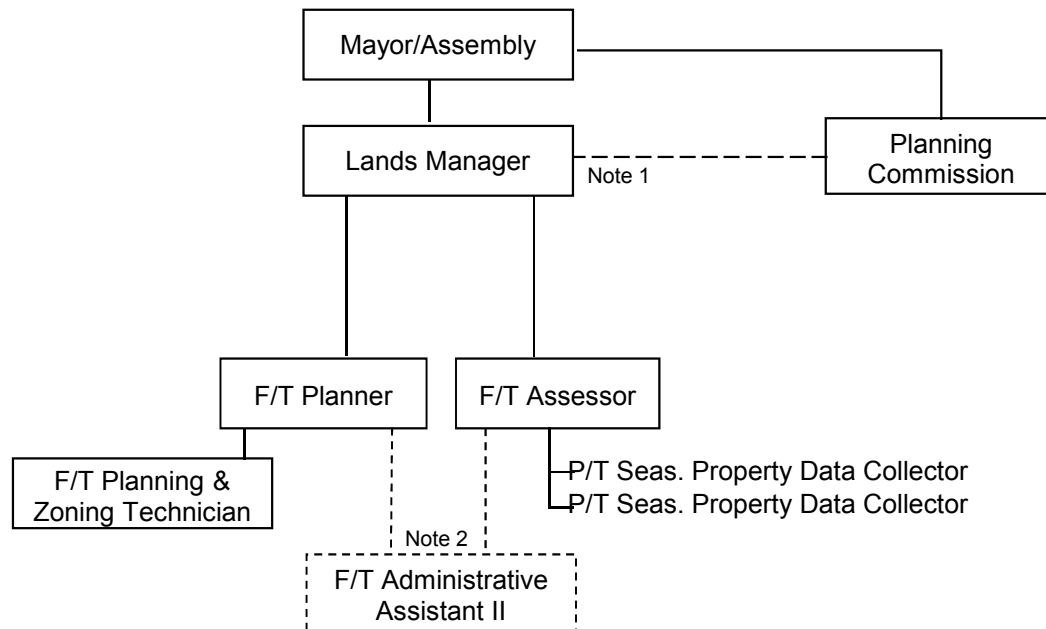 Mayor/Assembly
Lands Manager
Note 1
Planning
Commission
F/T Planner
F/T Assessor
F/T Planning &
Zoning Technician
P/T Seas. Property Data Collector
P/T Seas. Property Data Collector
Note 2
F/T Administrative
Assistant II